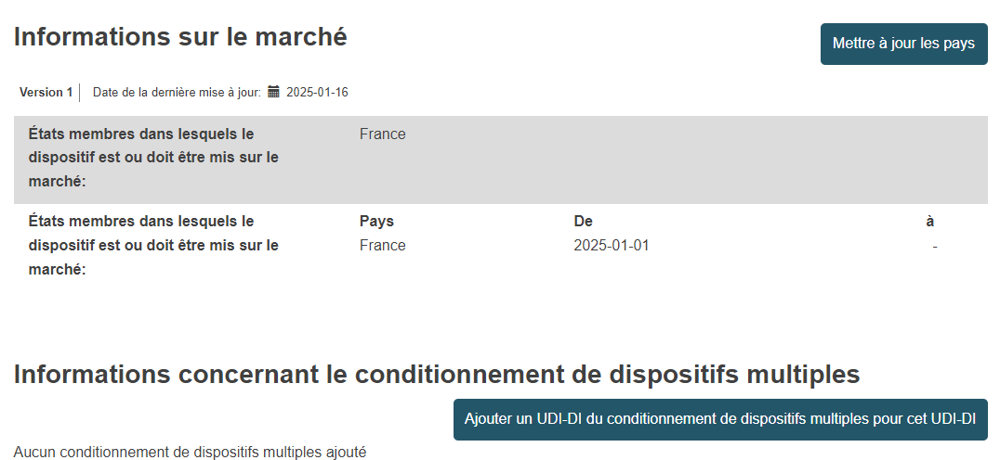 Informations sur le marché
Mettre à jour les pays
Version 1 Date de la dernière mise à jour: 2025-01-16
États membres dans lesquels le France
dispositif est ou doit être mis sur le
marché:
États membres dans lesquels le Pays De à
dispositif est ou doit être mis sur le France 2025-01-01 -
marché:
Informations concernant le conditionnement de dispositifs multiples
Ajouter un UDI-DI du conditionnement de dispositifs multiples pour cet UDI-DI
Aucun conditionnement de dispositifs multiples ajouté